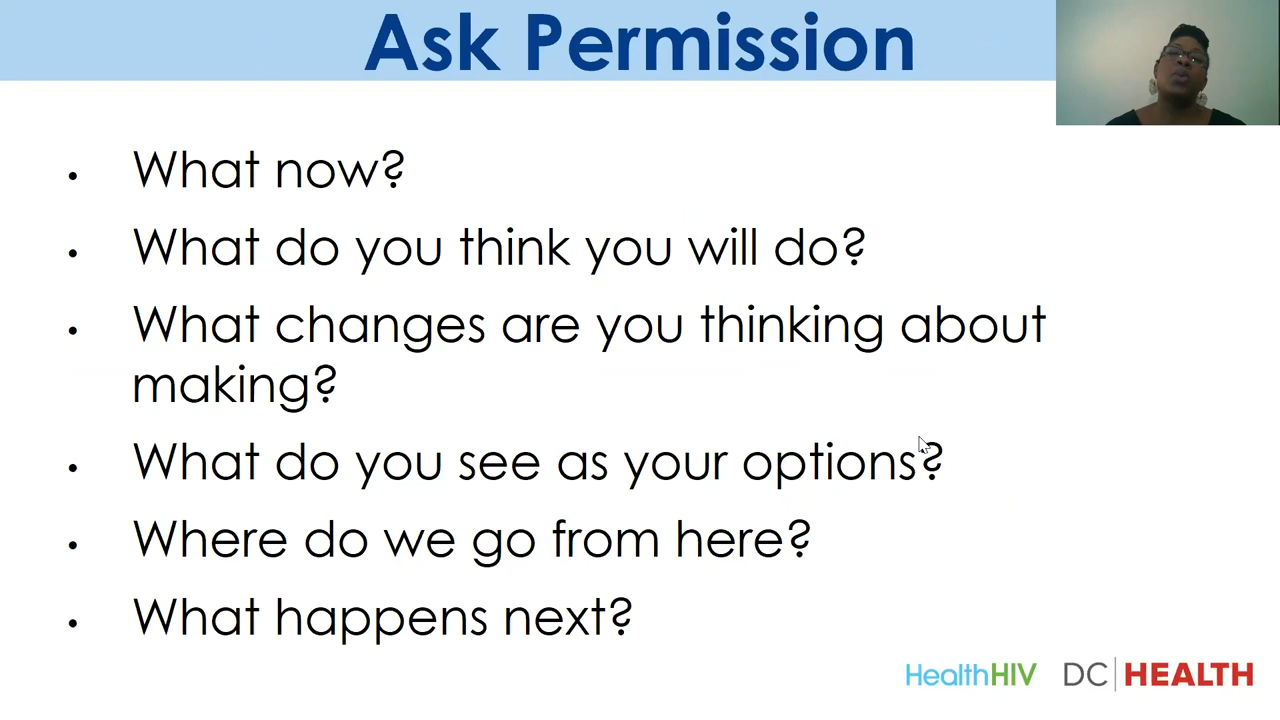 Ask Permission
• What now?
• What do you think you will do?
• What changes are you thinking about
making?
• What do you see as your options?
• Where do we go from here?
• What happens next?
HealthHIV DC | HEALTH